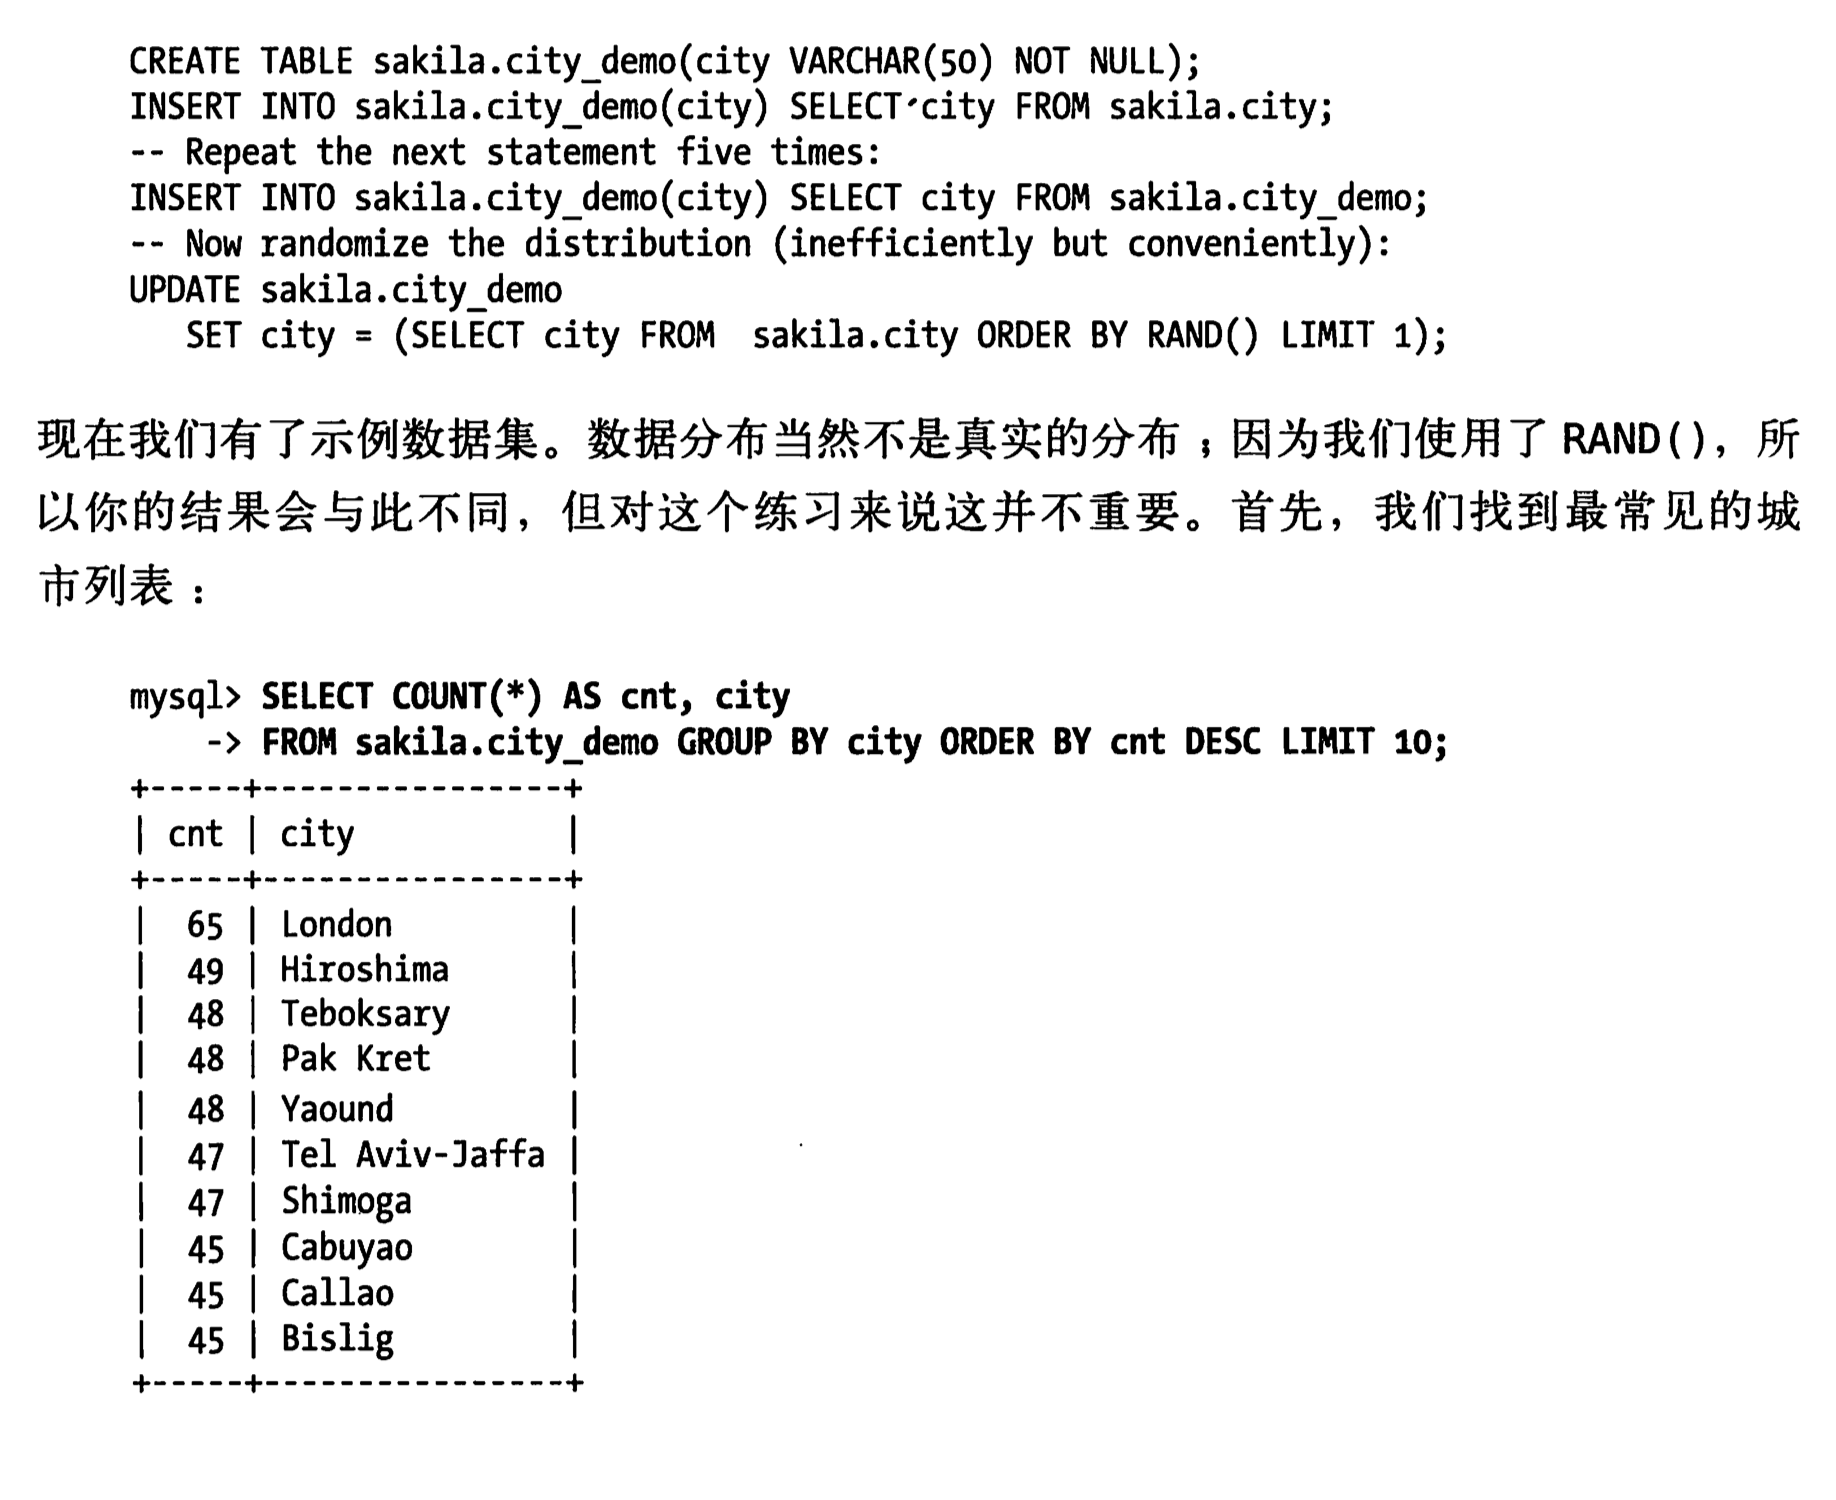 CREATE TABLE sakila.city_demo(city VARCHAR(50) NOT NULL);
INSERT INTO sakila.city_demo(city) SELECT city FROM sakila.city;
-- Repeat the next statement five times:
INSERT INTO sakila.city_demo(city) SELECT city FROM sakila.city_demo;
-- Now randomize the distribution (inefficiently but conveniently):
UPDATE sakila.city_demo
   SET city = (SELECT city FROM  sakila.city ORDER BY RAND() LIMIT 1);
现在我们有了示例数据集。数据分布当然不是真实的分布；因为我们使用了 RAND()，所
以你的结果会与此不同，但对这个练习来说这并不重要。首先，我们找到最常见的城
市列表：
mysql> SELECT COUNT(*) AS cnt, city
    -> FROM sakila.city_demo GROUP BY city ORDER BY cnt DESC LIMIT 10;
+-----+----------------+
| cnt | city           |
+-----+----------------+
|  65 | London         |
|  49 | Hiroshima      |
|  48 | Teboksary      |
|  48 | Pak Kret       |
|  48 | Yaound         |
|  47 | Tel Aviv-Jaffa |
|  47 | Shimoga        |
|  45 | Cabuyao        |
|  45 | Callao         |
|  45 | Bislig         |
+-----+----------------+